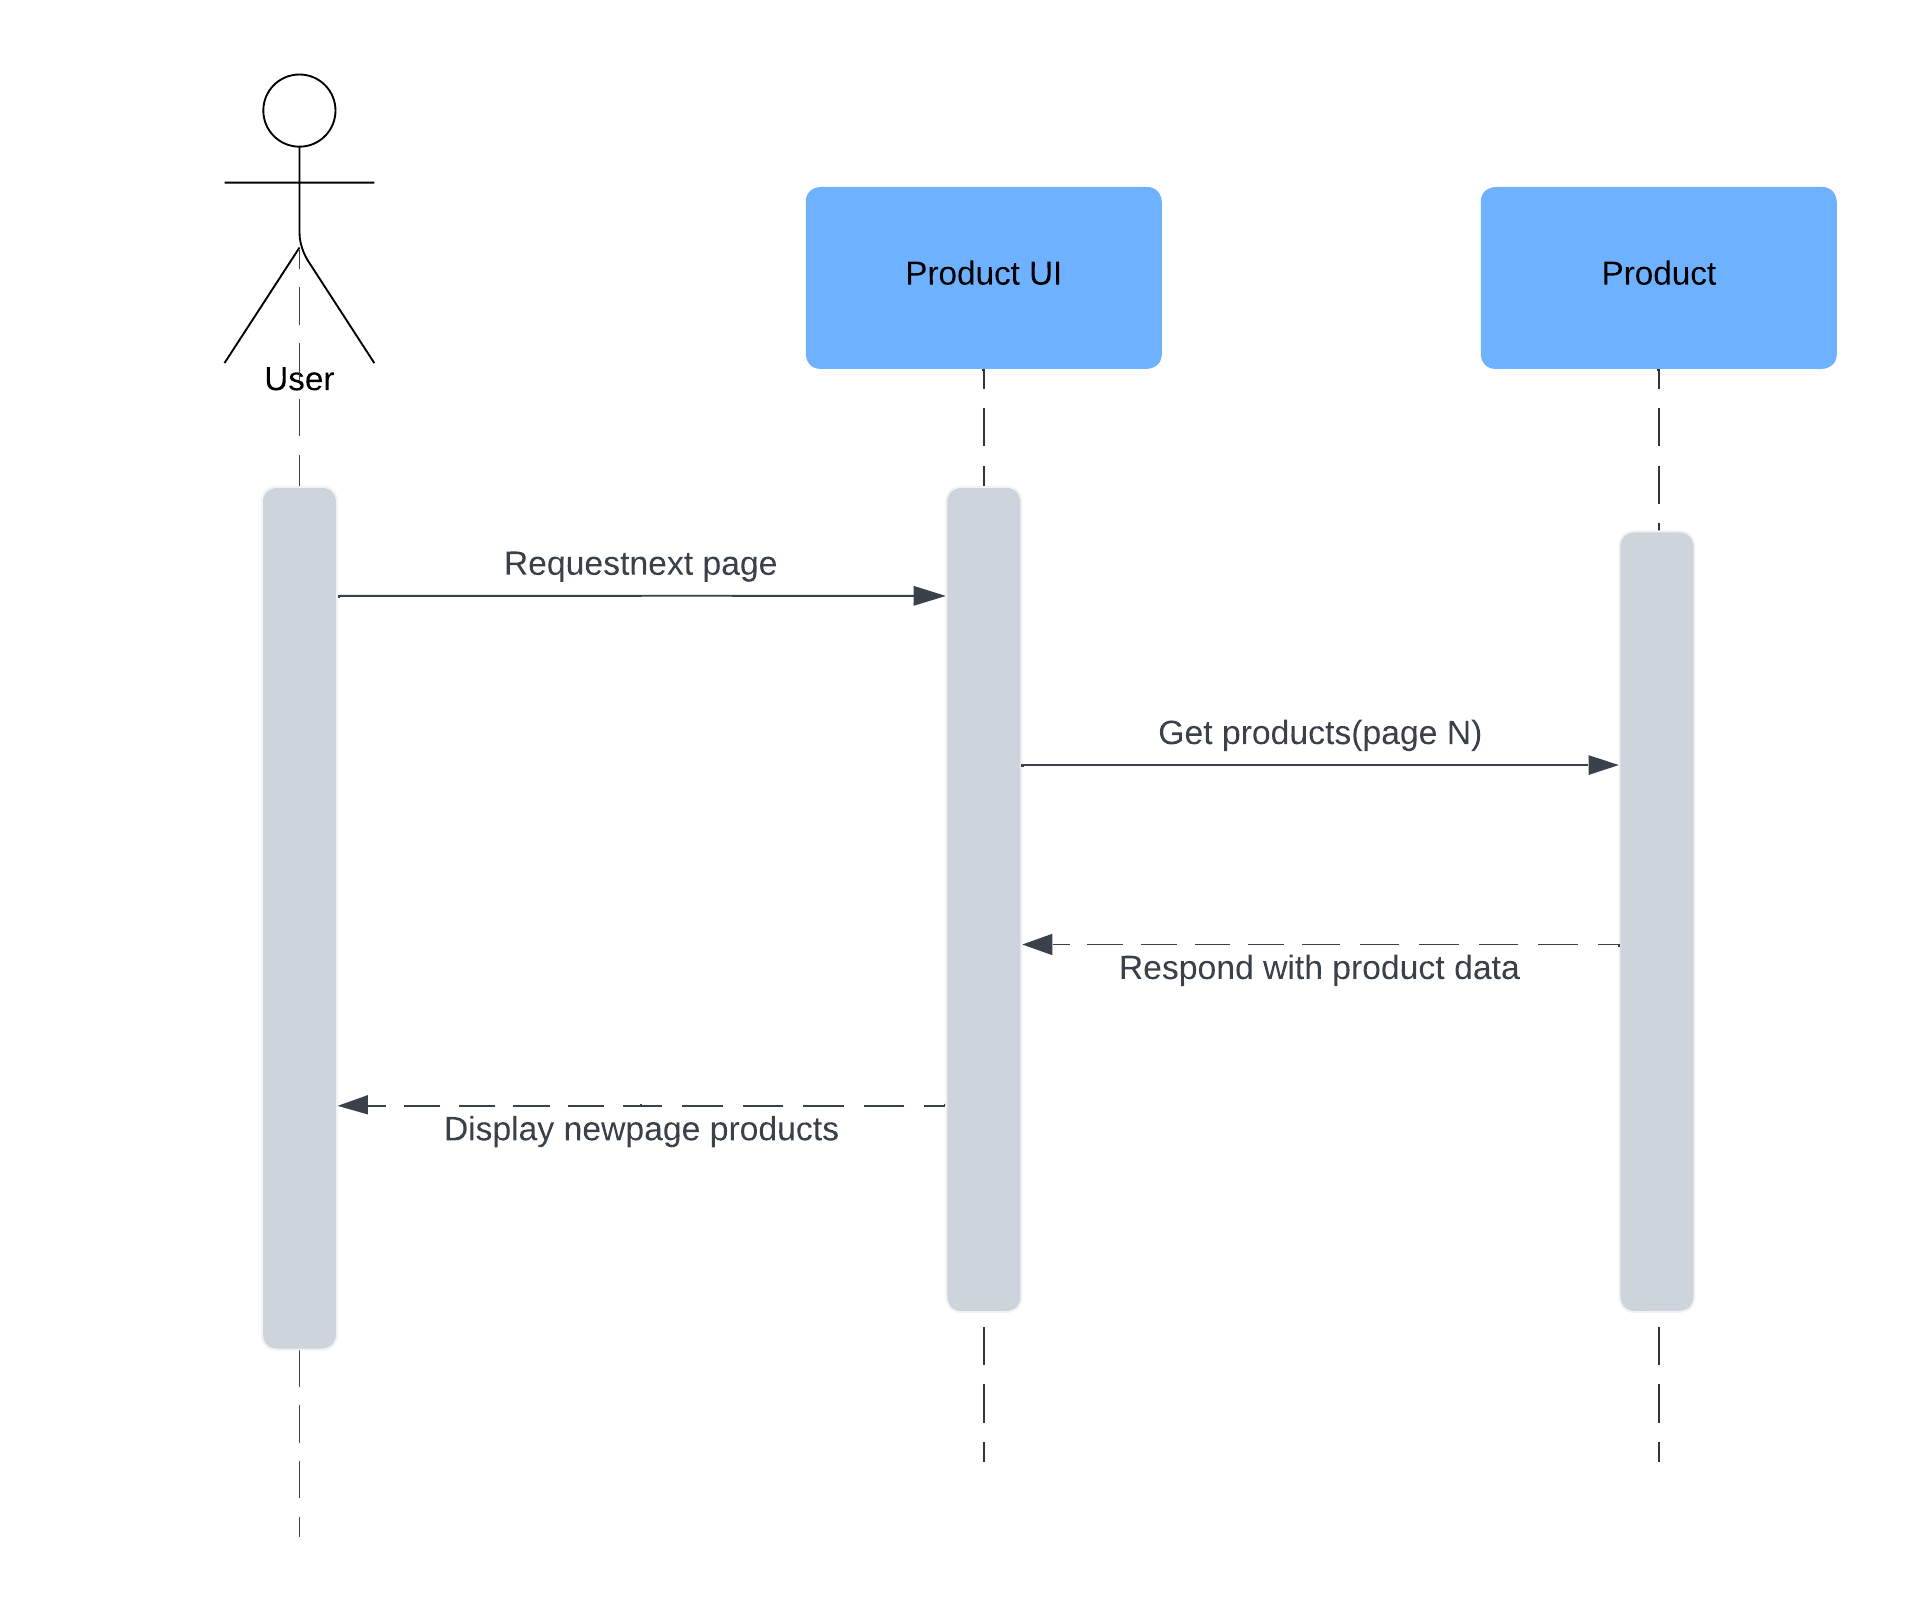 User
Product UI
Product
Requestnext page
Get products(page N)
Respond with product data
Display newpage products